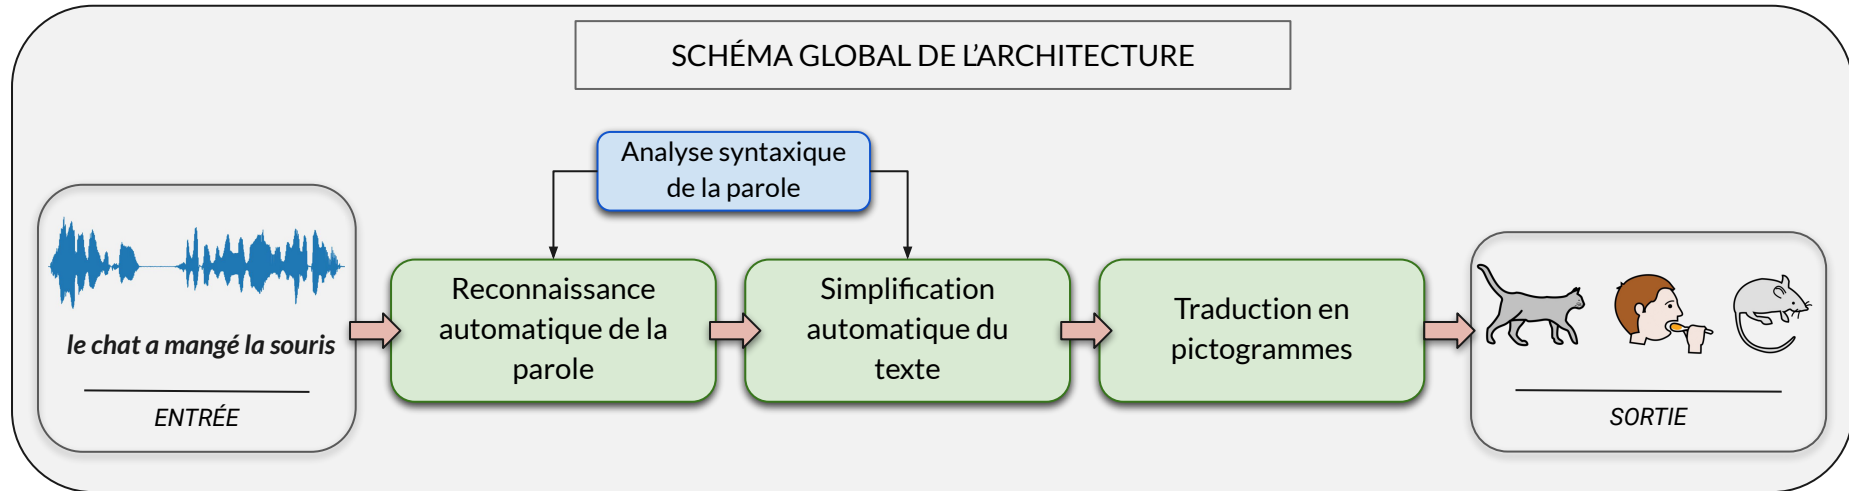 SCHÉMA GLOBAL DE L'ARCHITECTURE
Analyse syntaxique
de la parole
le chat a mangé la souris
ENTRÉE
Reconnaissance
automatique de la
parole
Simplification
automatique du
texte
Traduction en
pictogrammes
SORTIE